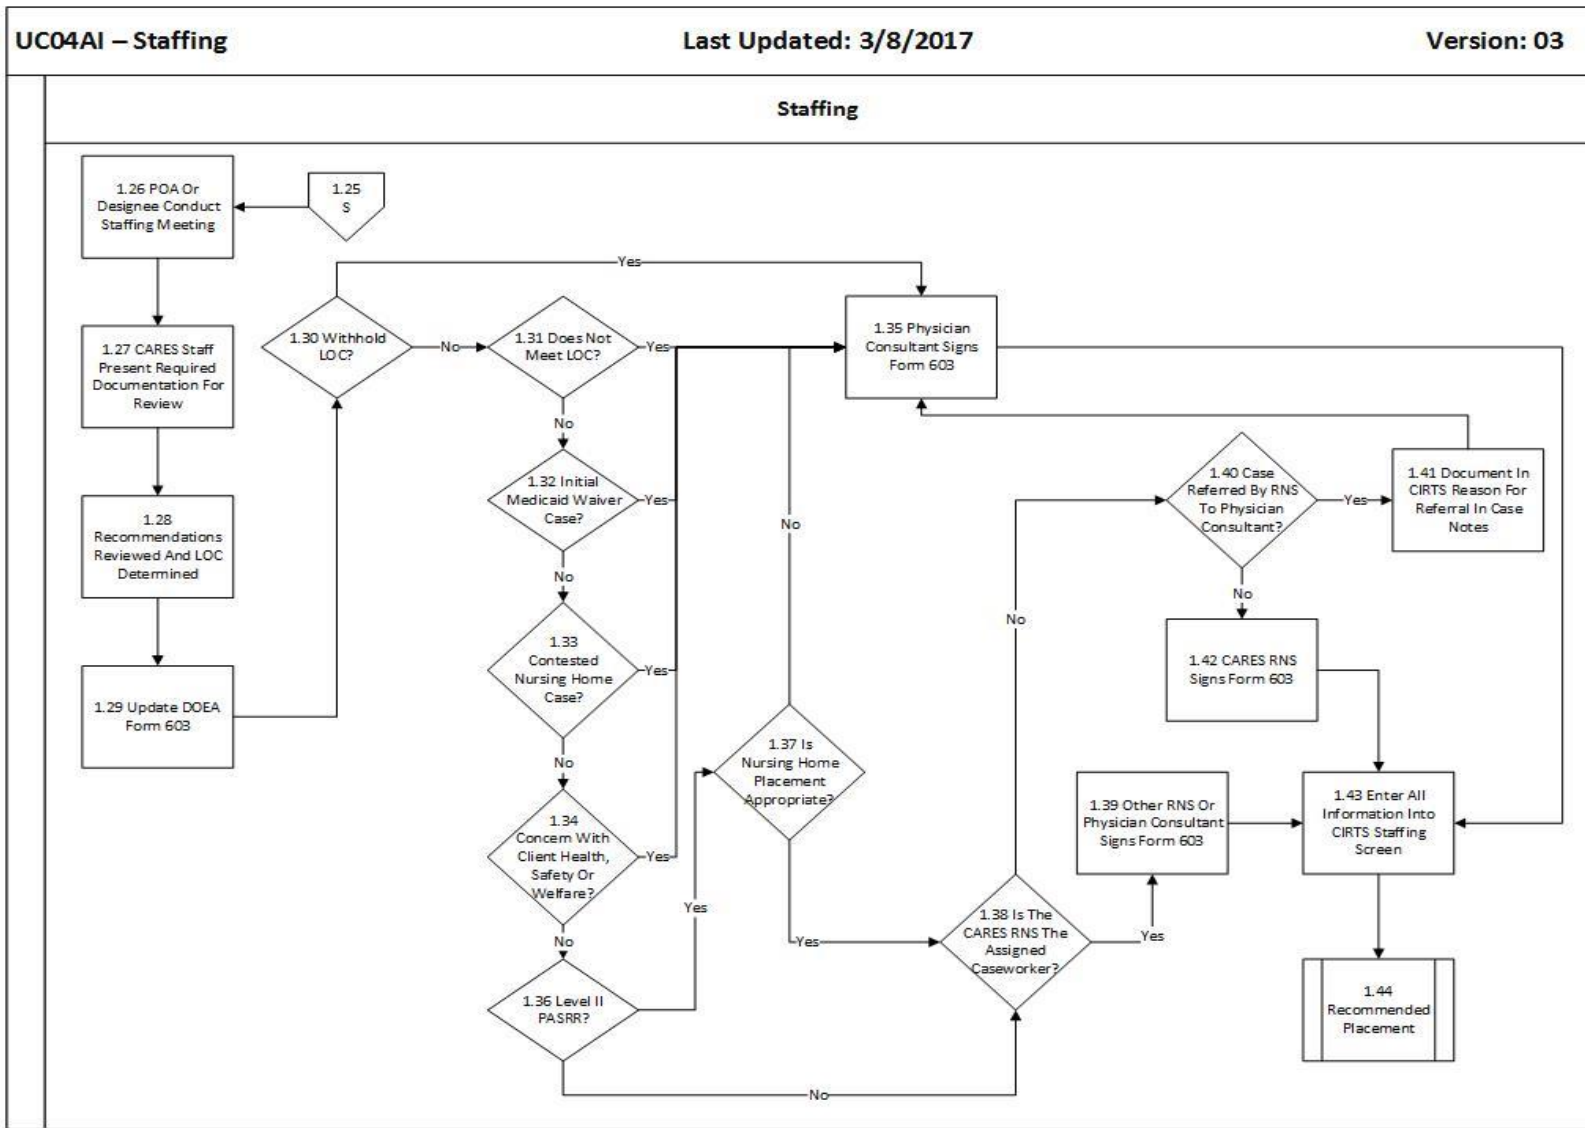 UC04AI – Staffing
Last Updated: 3/8/2017
Version: 03
Staffing
1.26 POA Or
Designee Conduct
Staffing Meeting
1.25
S
1.27 CARES Staff
Present Required
Documentation For
Review
1.28
Recommendations
Reviewed And LOC
Determined
1.29 Update DOEA
Form 603
1.30 Withhold
LOC?
Yes
No
1.31 Does Not
Meet LOC?
Yes
No
1.32 Initial
Medicaid Waiver
Case?
Yes
No
1.33
Contested
Nursing Home
Case?
Yes
No
1.34
Concern With
Client Health,
Safety Or
Welfare?
Yes
No
1.35 Physician
Consultant Signs
Form 603
1.36 Level II
PASRR?
Yes
No
1.37 Is
Nursing Home
Placement
Appropriate?
No
Yes
1.38 Is The
CARES RNS The
Assigned
Caseworker?
No
Yes
1.39 Other RNS Or
Physician Consultant
Signs Form 603
1.40 Case
Referred By RNS
To Physician
Consultant?
Yes
No
1.41 Document In
CIRTS Reason For
Referral In Case
Notes
1.42 CARES RNS
Signs Form 603
1.43 Enter All
Information Into
CIRTS Staffing
Screen
1.44
Recommended
Placement